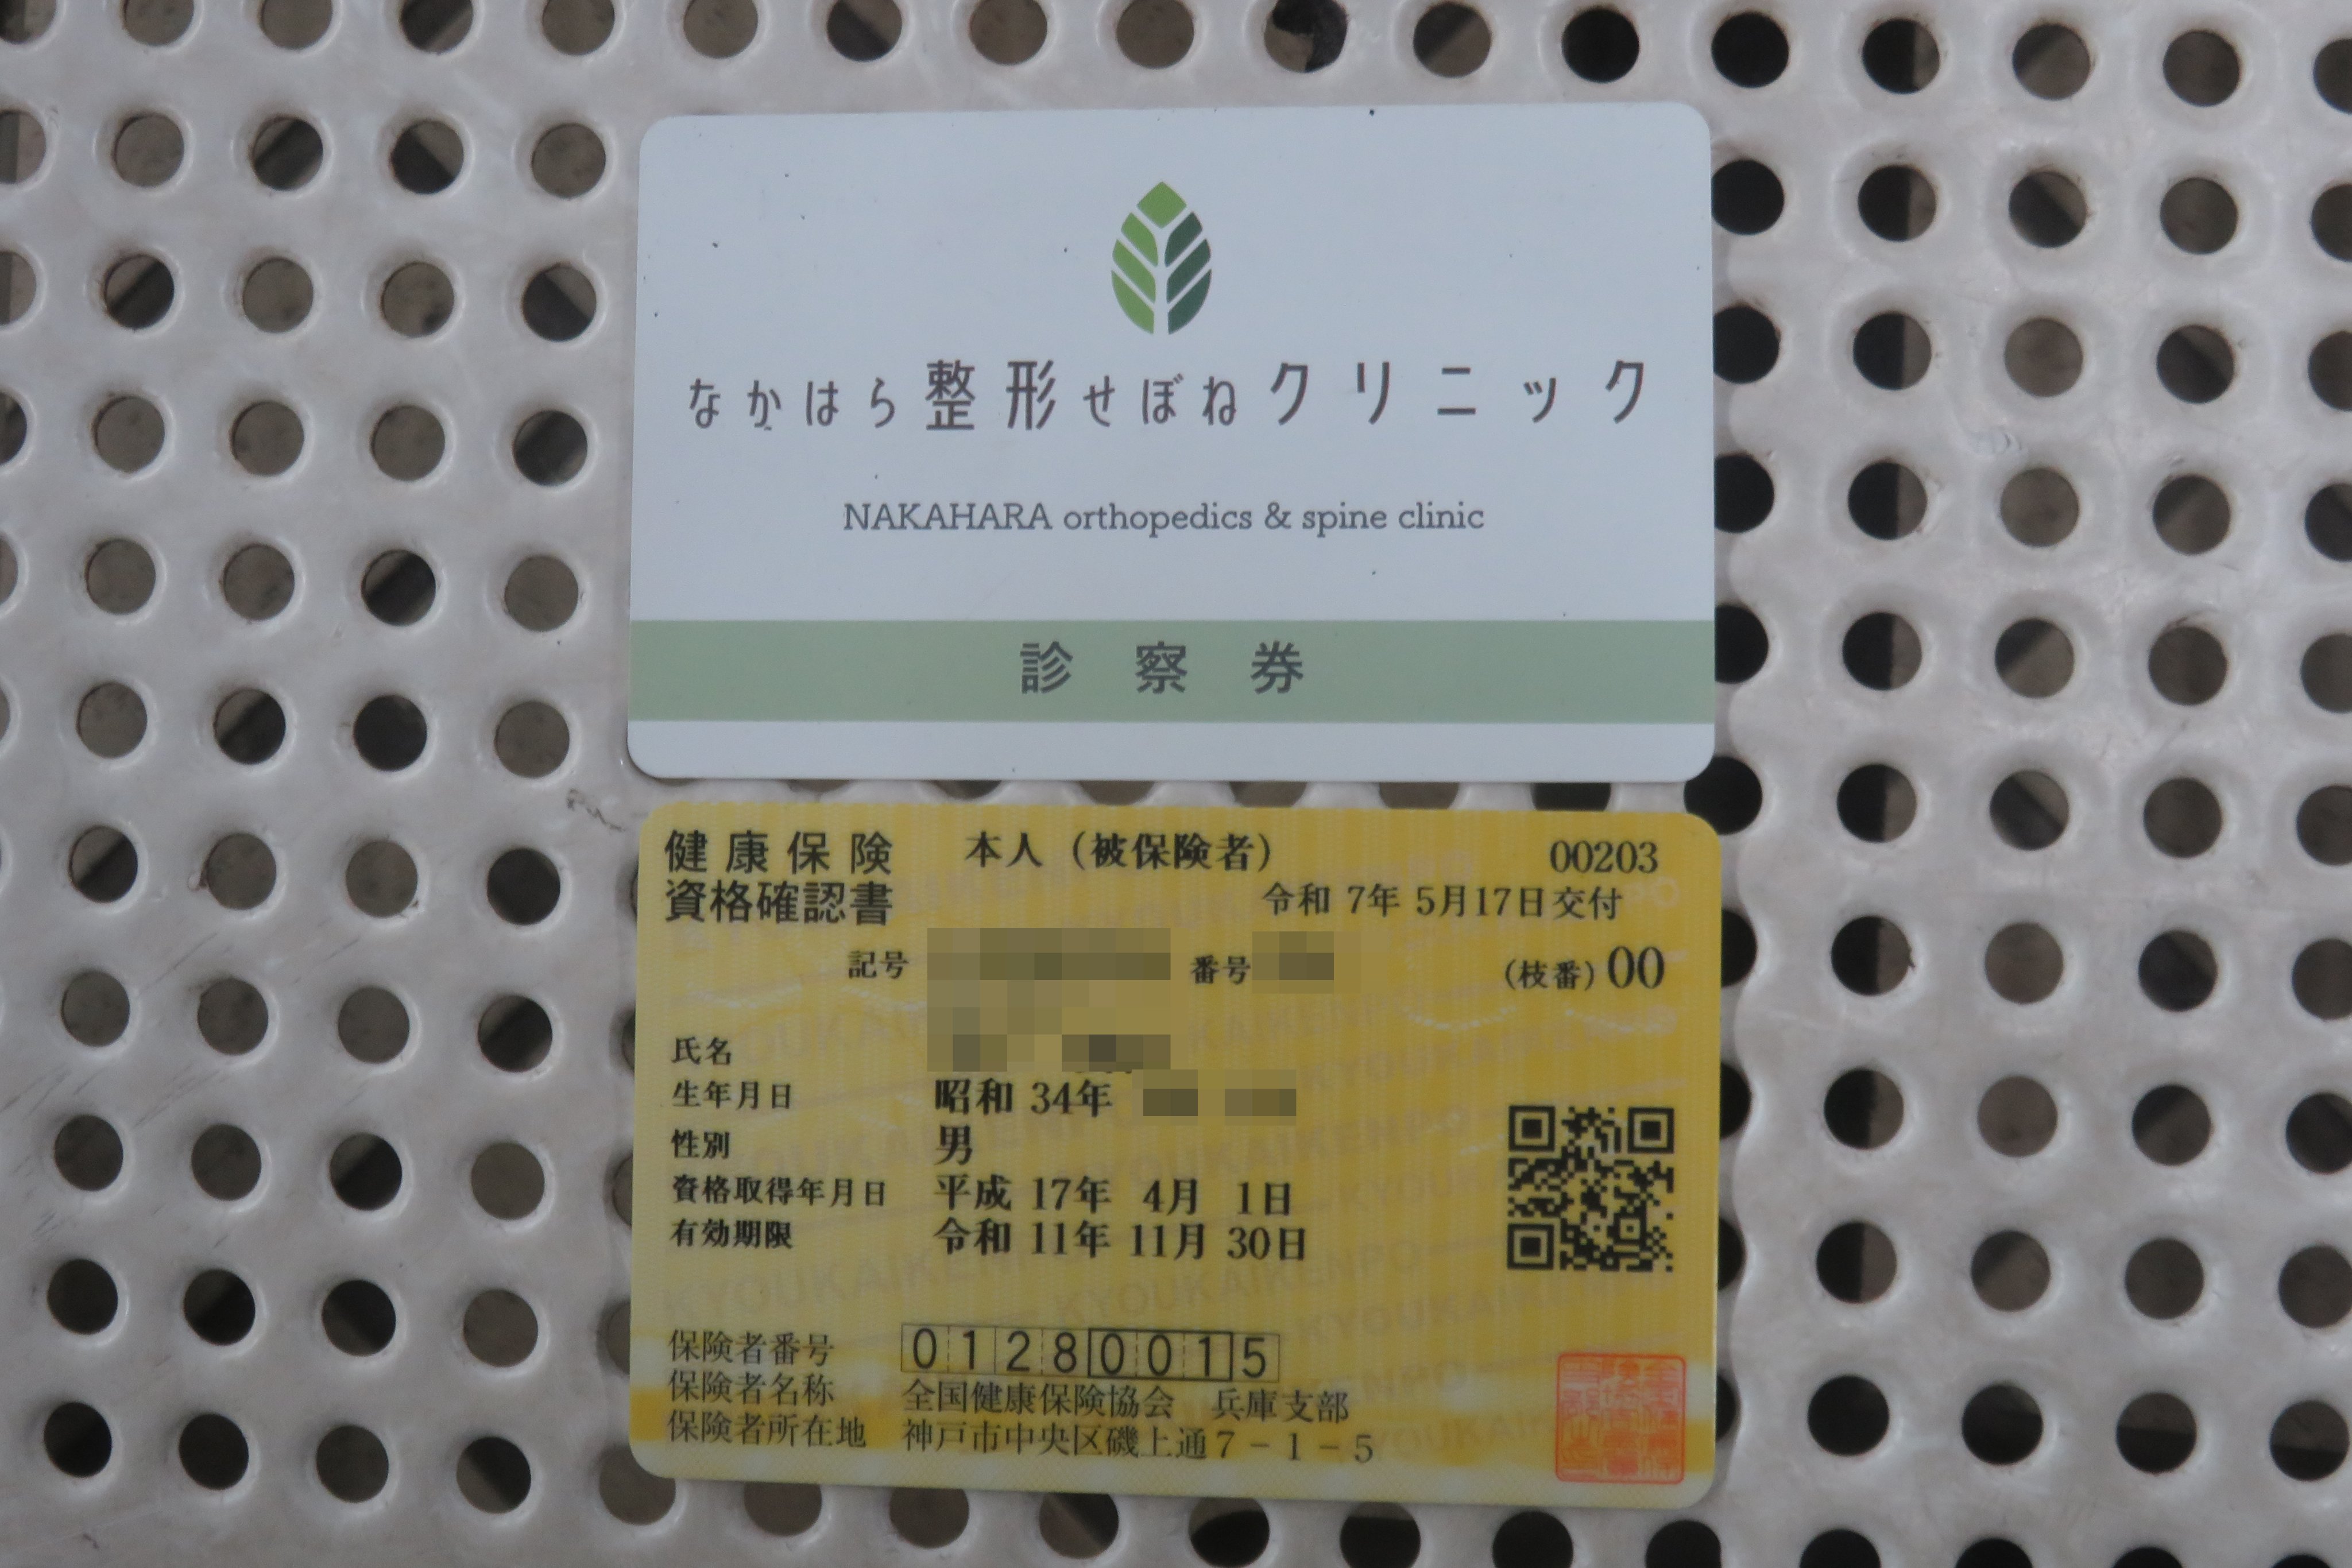 なかはら整形せぼねクリニック
NAKAHARA orthopedics & spine clinic
診察券
健康保険 本人（被保険者） 00203
資格確認書 令和 7年 5月17日交付
記号 番号 (枝番) 00
氏名
生年月日 昭和 34年
性別 男
資格取得年月日 平成 17年 4月 1日
有効期限 令和 11年 11月 30日
保険者番号 01280015
保険者名称 全国健康保険協会 兵庫支部
保険者所在地 神戸市中央区磯上通7-1-5